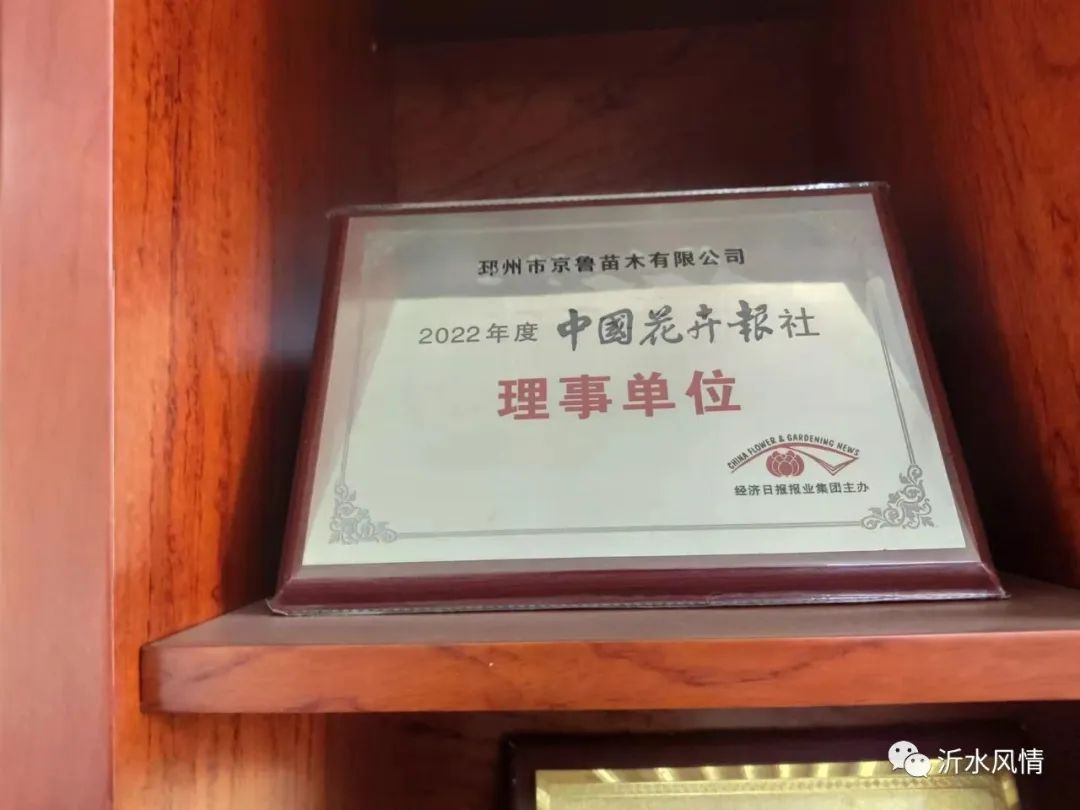 邳州市京鲁苗木有限公司
2022年度 中國花卉報社
理事单位
CHINA FLOWER & GARDENING NEWS
经济日报报业集团主办
沂水风情